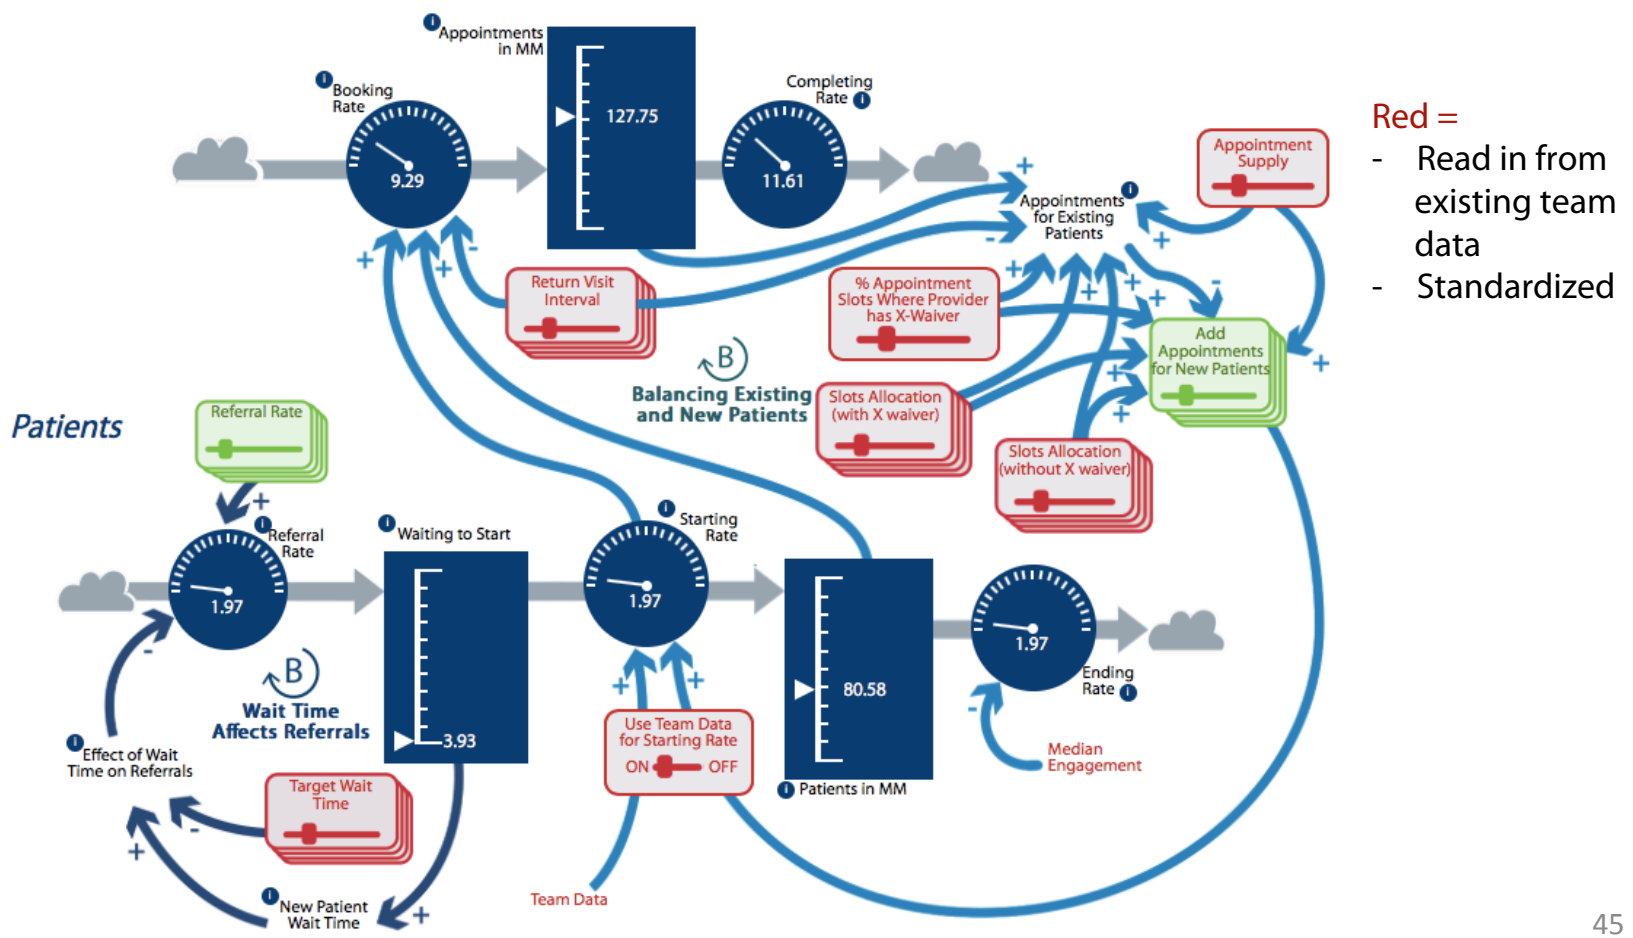 i
Appointments
in MM
127.75
i
Booking
Rate
9.29
Completing
Rate i
11.61
Red =
- Read in from
existing team
data
- Standardized
Appointment
Supply
i
Appointments
for Existing
Patients
+
-
+
+
-
+
+
+
-
+
+
+
+
+
+
+
Return Visit
Interval
% Appointment
Slots Where Provider
has X-Waiver
Add
Appointments
for New Patients
B
Balancing Existing
and New Patients
Slots Allocation
(with X waiver)
Slots Allocation
(without X waiver)
Patients
Referral Rate
+
i
Referral
Rate
1.97
i
Waiting to Start
3.93
i
Starting
Rate
1.97
80.58
i Patients in MM
1.97
Ending
Rate i
-
Median
Engagement
-
B
Wait Time
Affects Referrals
+
+
Use Team Data
for Starting Rate
ON OFF
Team Data
i
Effect of Wait
Time on Referrals
Target Wait
Time
-
+
i
New Patient
Wait Time
+
45